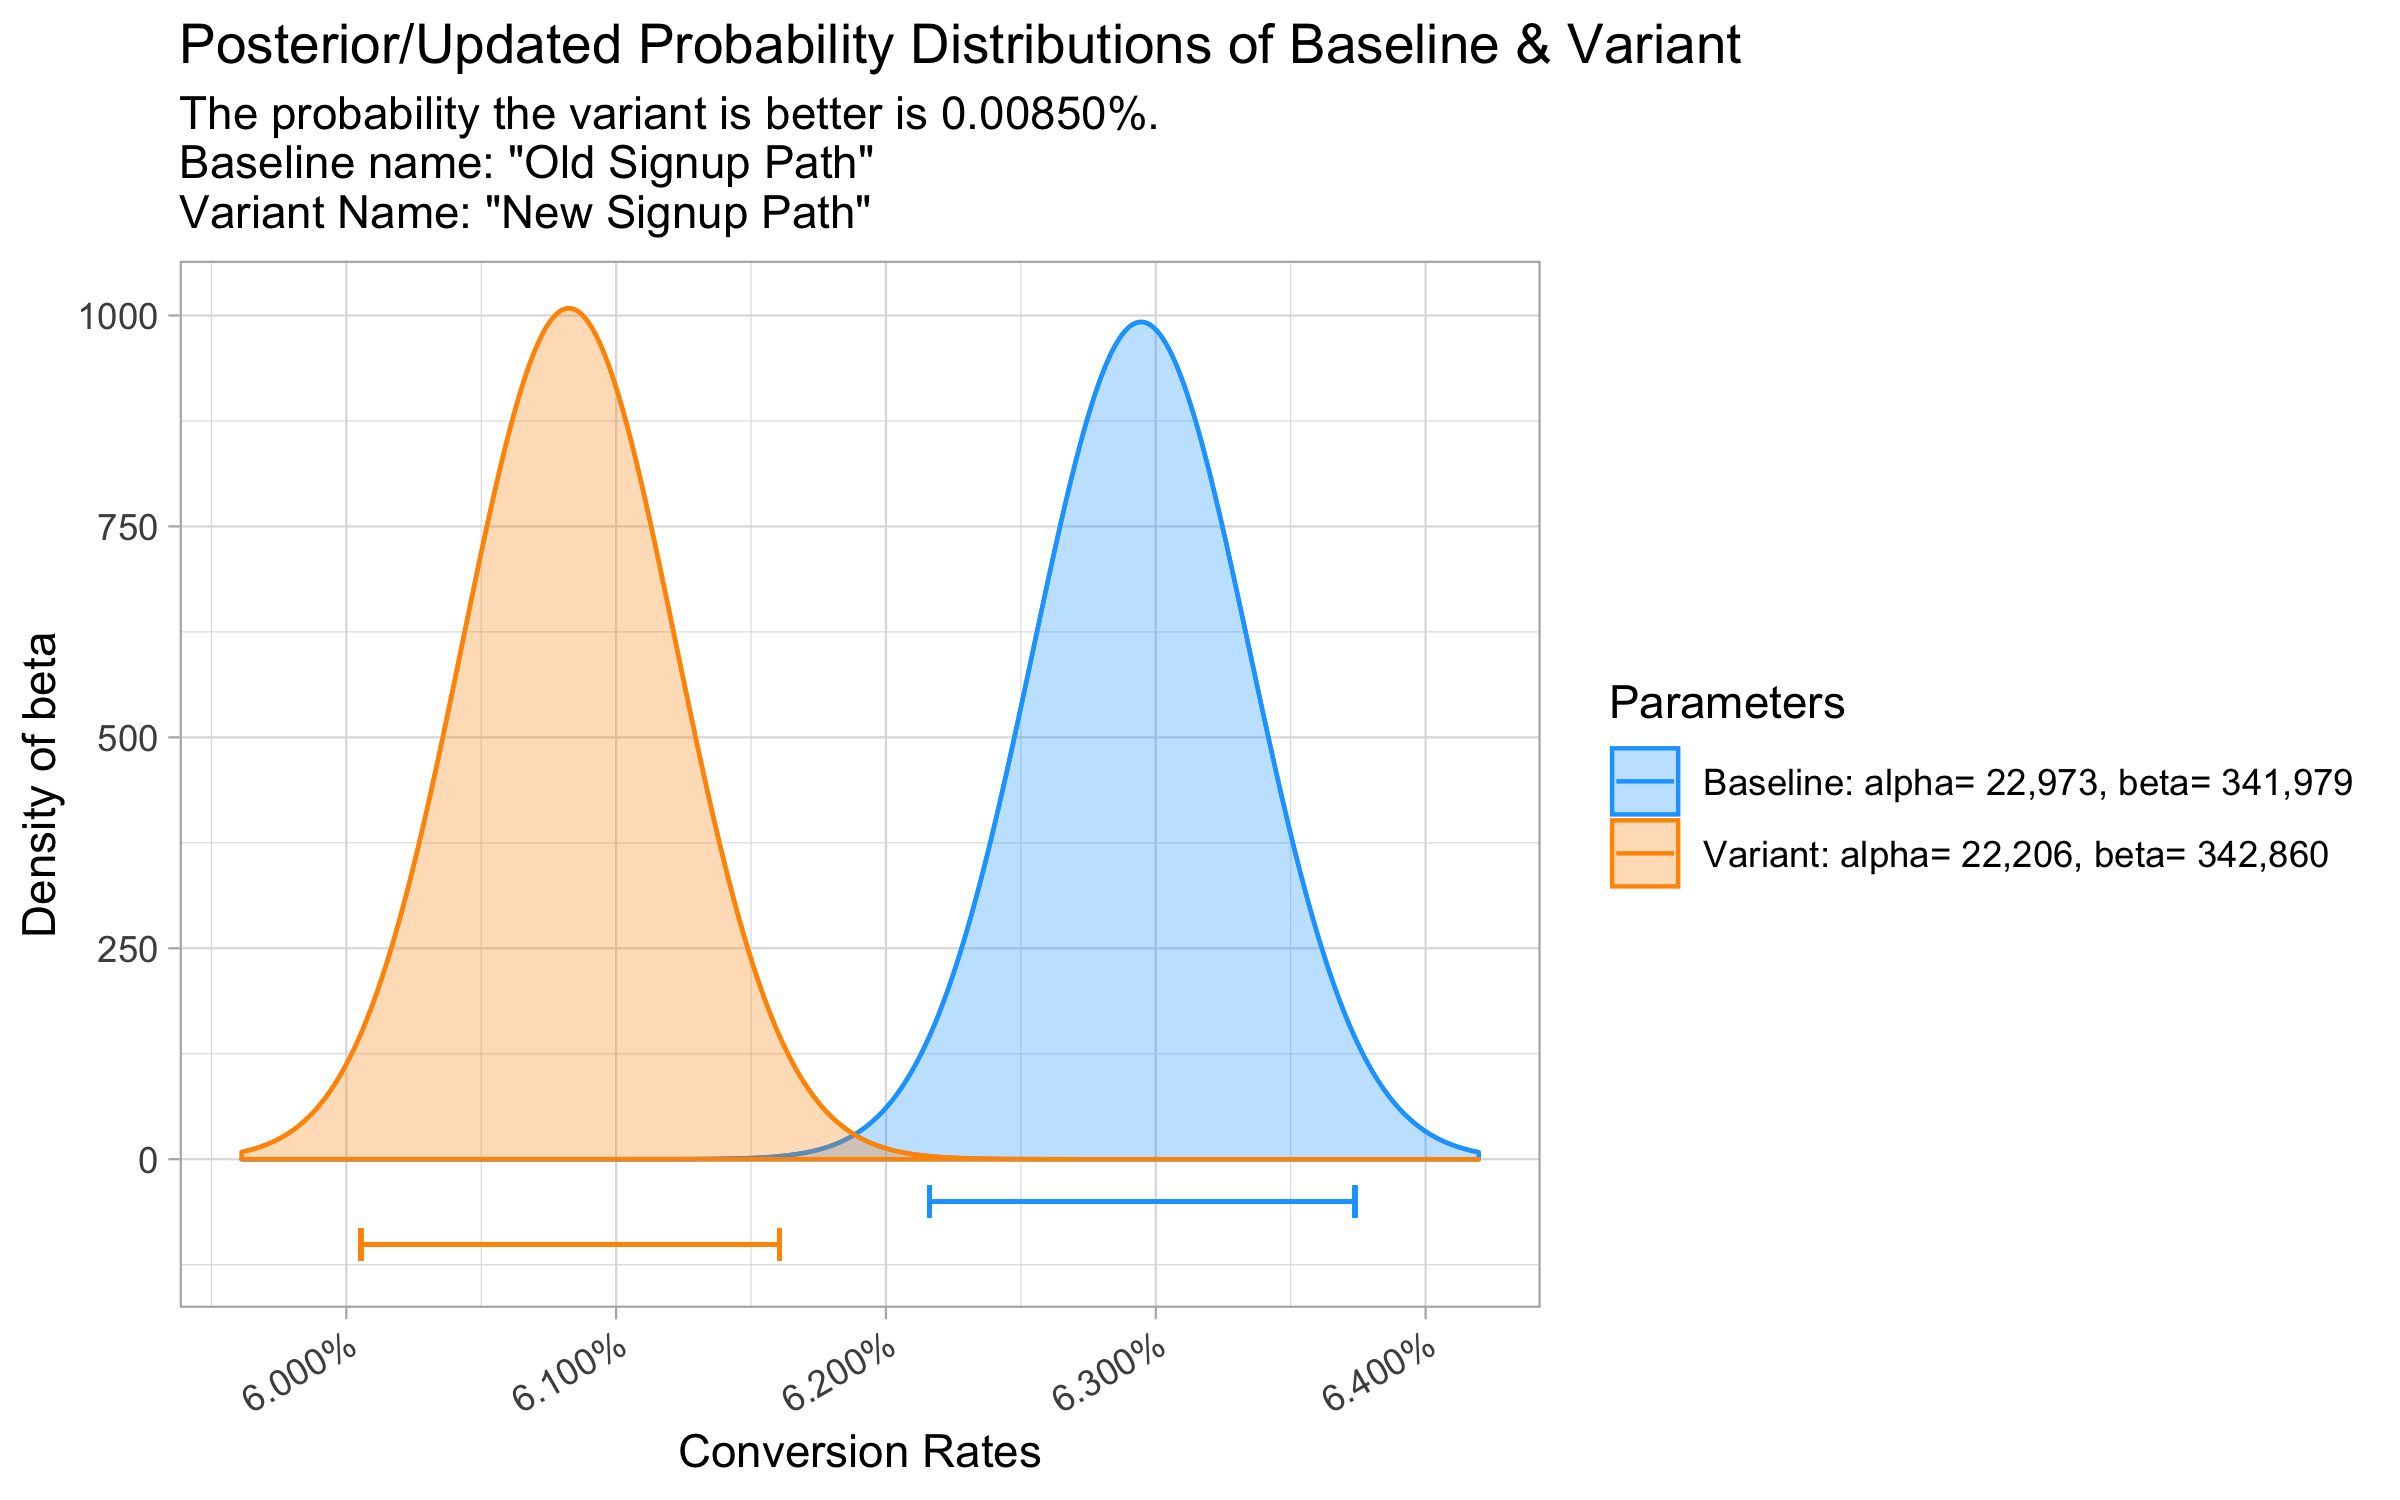 Posterior/Updated Probability Distributions of Baseline & Variant
The probability the variant is better is 0.00850%.
Baseline name: "Old Signup Path"
Variant Name: "New Signup Path"
1000
750
500
250
0
Density of beta
6.000%
6.100%
6.200%
6.300%
6.400%
Conversion Rates
Parameters
Baseline: alpha= 22,973, beta= 341,979
Variant: alpha= 22,206, beta= 342,860